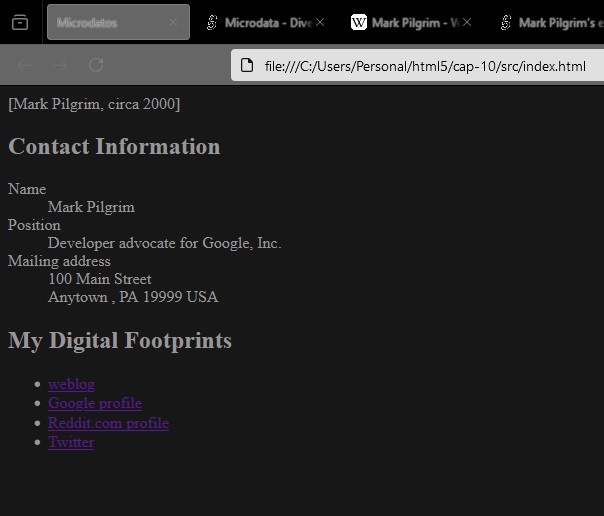 Microdatos
Microdata - Dive
Mark Pilgrim - W
Mark Pilgrim's e
file:///C:/Users/Personal/html5/cap-10/src/index.html
[Mark Pilgrim, circa 2000]
Contact Information
Name
Mark Pilgrim
Position
Developer advocate for Google, Inc.
Mailing address
100 Main Street
Anytown , PA 19999 USA
My Digital Footprints
weblog
Google profile
Reddit.com profile
Twitter